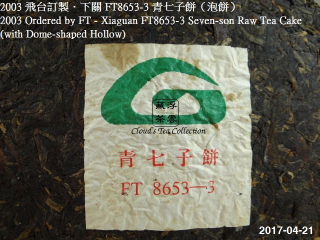 2003 飛台訂製‧下關 FT8653-3 青七子餅（泡餅）
2003 Ordered by FT - Xiaguan FT8653-3 Seven-son Raw Tea Cake
(with Dome-shaped Hollow)
Cloud's Tea Collection
青七子餅
FT 8653—3
2017-04-21